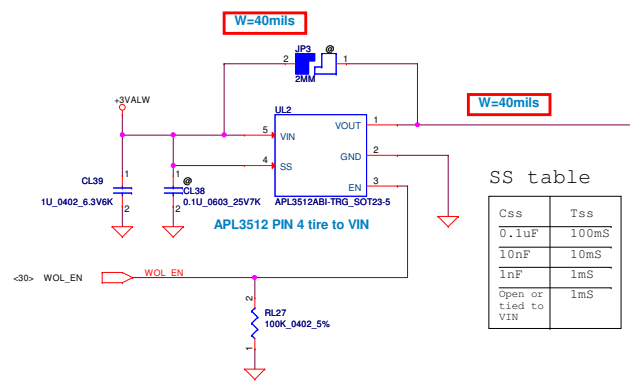 W=40mils
JP3 @
2 1
2MM
W=40mils
+3VALW
UL2
5 VIN VOUT 1
4 SS GND 2
EN 3
APL3512ABI-TRG_SOT23-5
1
CL39
1U_0402_6.3V6K
2
@
1
CL38
0.1U_0603_25V7K
2
APL3512 PIN 4 tire to VIN
SS table
Css Tss
0.1uF 100mS
10nF 10mS
1nF 1mS
Open or 1mS
tied to
VIN
<30> WOL_EN WOL_EN
2
RL27
100K_0402_5%
1